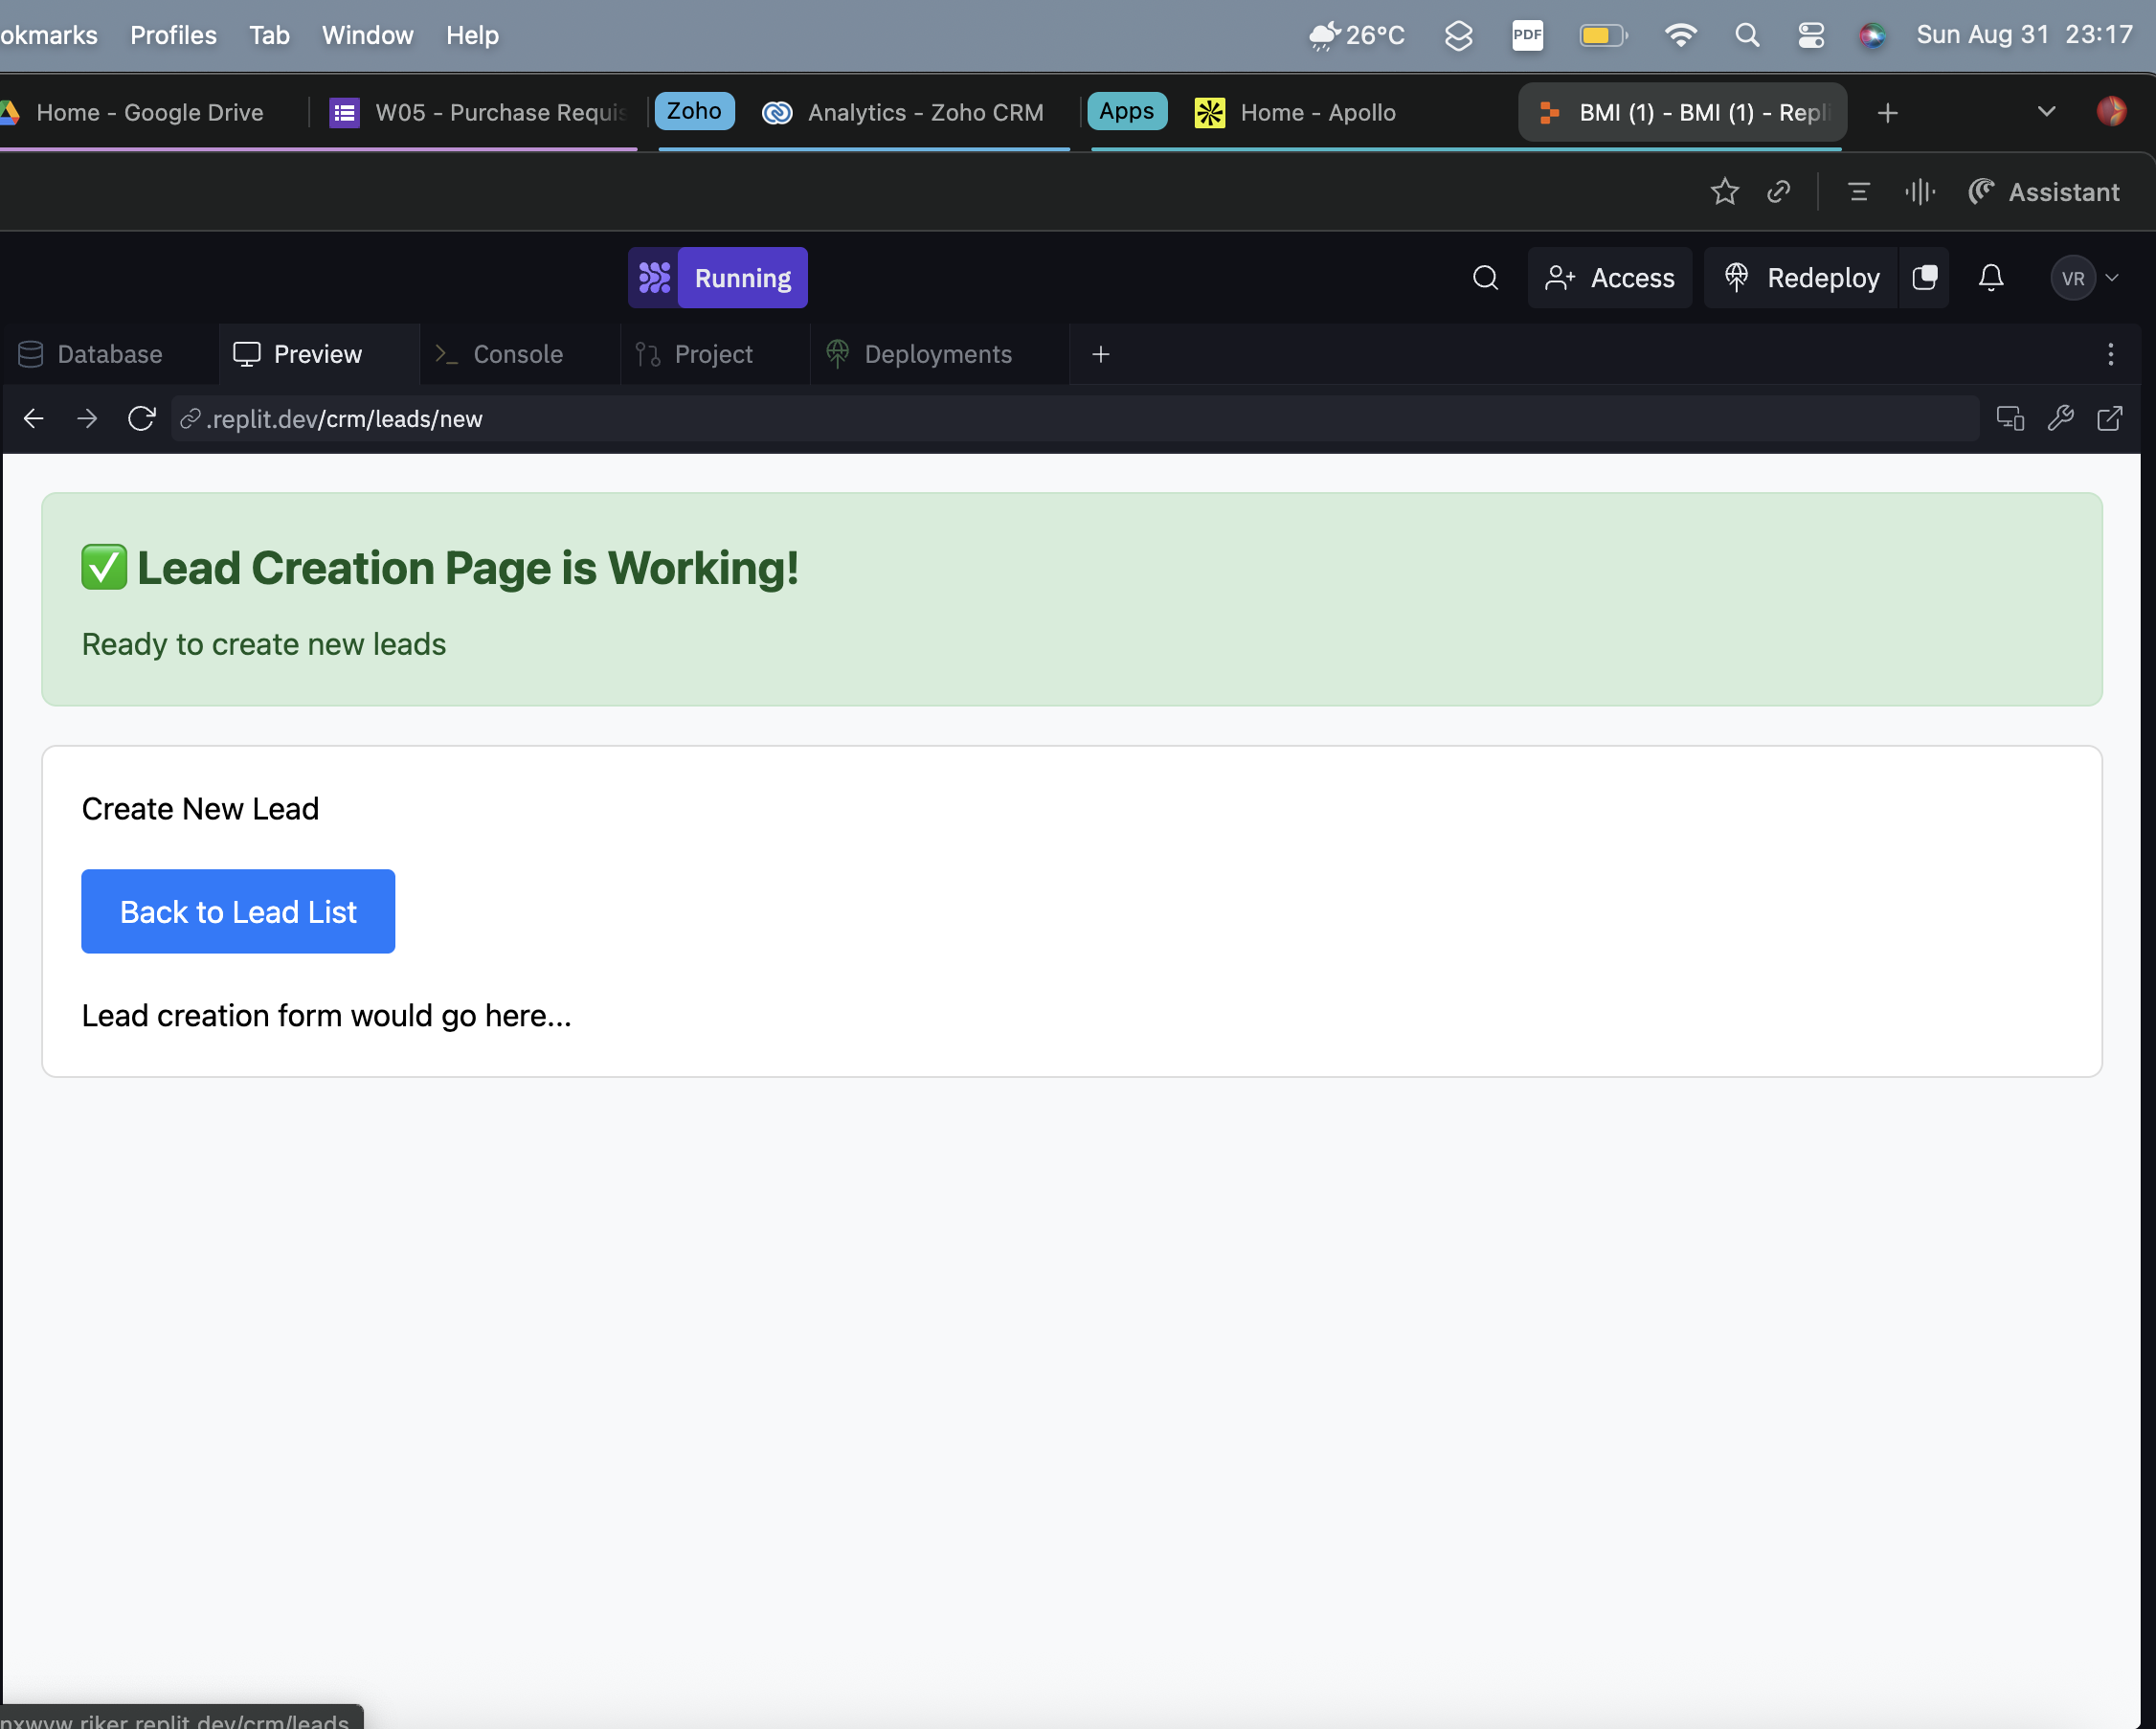 okmarks Profiles Tab Window Help 26°C PDF Sun Aug 31 23:17
Home - Google Drive W05 - Purchase Requis Zoho Analytics - Zoho CRM Apps Home - Apollo BMI (1) - BMI (1) - Repli
Assistant
Running Access Redeploy VR
Database Preview Console Project Deployments
.replit.dev/crm/leads/new
Lead Creation Page is Working!
Ready to create new leads
Create New Lead
Back to Lead List
Lead creation form would go here...
nxwyw.riker.replit.dev/crm/leads